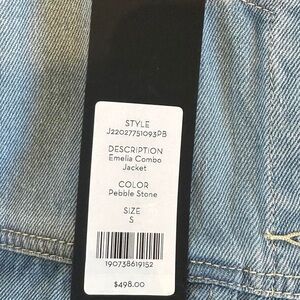 STYLE
J22027751093PB
DESCRIPTION
Emelia Combo
Jacket
COLOR
Pebble Stone
SIZE
S
190738619152
$498.00